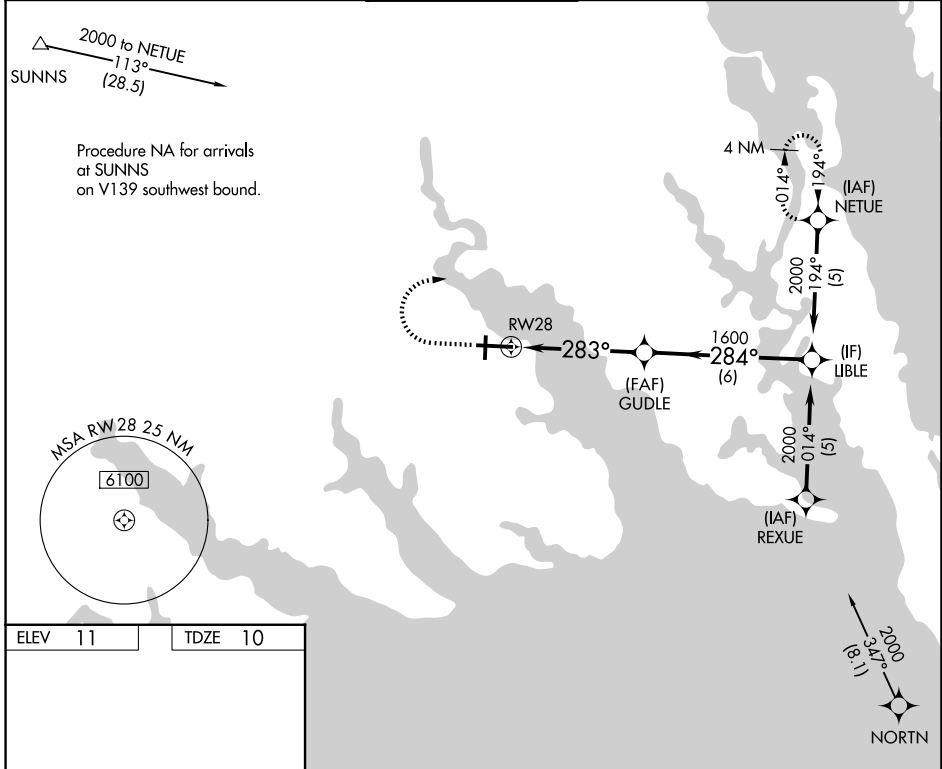 2000 to NETUE
113°
(28.5)
SUNNS
Procedure NA for arrivals
at SUNNS
on V139 southwest bound.
4 NM
014°
194°
(IAF)
NETUE
2000
194°
(5)
RW28
283°
1600
284°
(6)
(IF)
LIBLE
(FAF)
GUDLE
2000
014°
(5)
(IAF)
REXUE
MSA RW28 25 NM
6100
2000
347°
(8.1)
NORTN
ELEV 11
TDZE 10